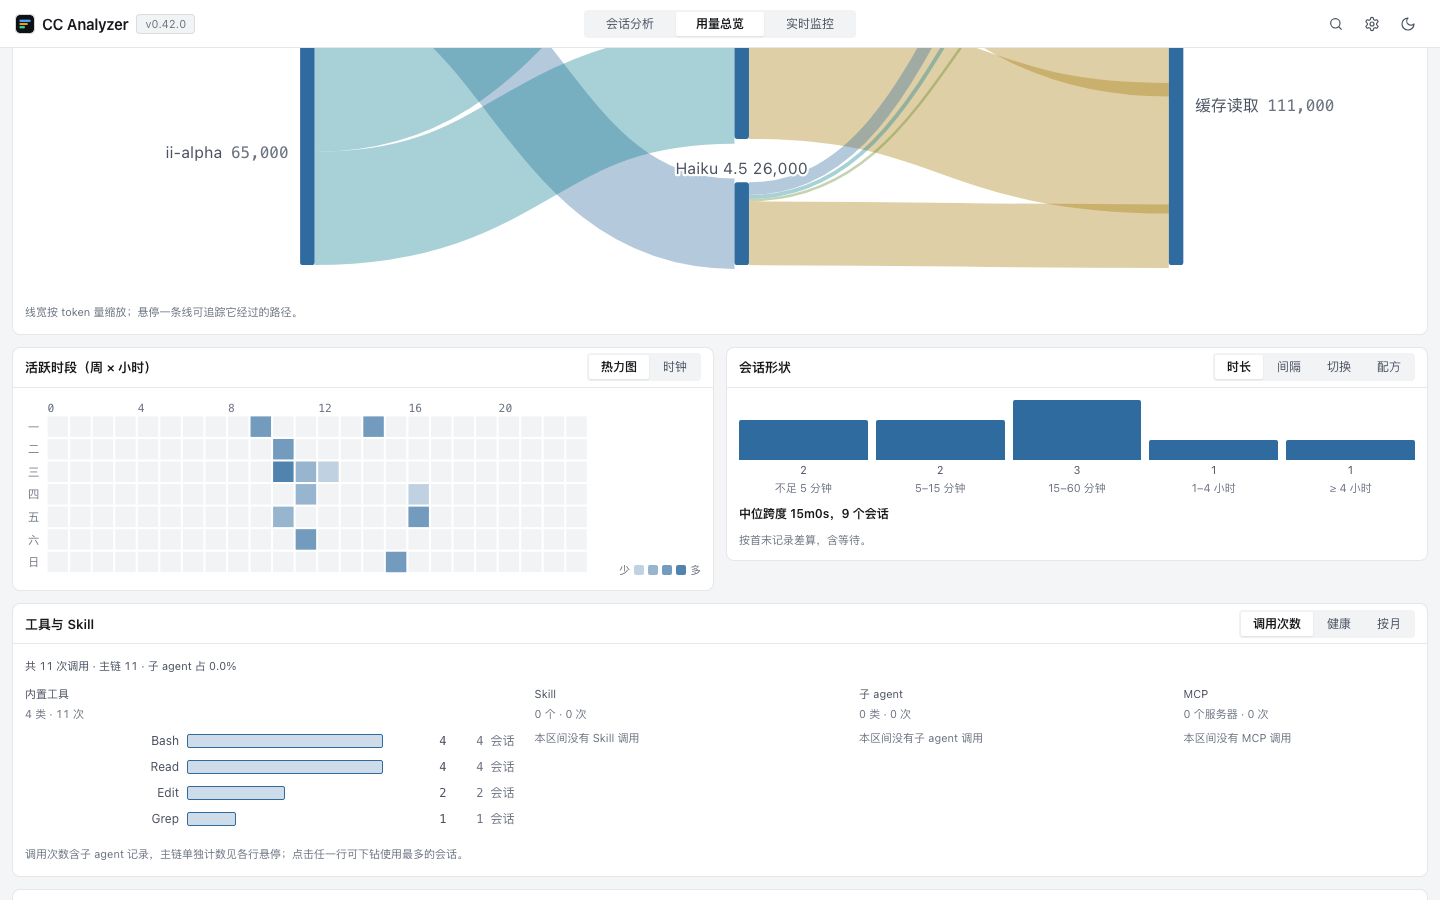 CC Analyzer v0.42.0 会话分析 用量总览 实时监控
ii-alpha 65,000
Haiku 4.5 26,000
缓存读取 111,000
线宽按 token 量缩放；悬停一条线可追踪它经过的路径。
活跃时段（周 × 小时） 热力图 时钟
0 4 8 12 16 20
一
二
三
四
五
六
日
少 多
会话形状 时长 间隔 切换 配方
2 2 3 1 1
不足 5 分钟 5–15 分钟 15–60 分钟 1–4 小时 ≥ 4 小时
中位跨度 15m0s，9 个会话
按首末记录差算，含等待。
工具与 Skill 调用次数 健康 按月
共 11 次调用 · 主链 11 · 子 agent 占 0.0%
内置工具
4 类 · 11 次
Bash 4 4 会话
Read 4 4 会话
Edit 2 2 会话
Grep 1 1 会话
Skill
0 个 · 0 次
本区间没有 Skill 调用
子 agent
0 类 · 0 次
本区间没有子 agent 调用
MCP
0 个服务器 · 0 次
本区间没有 MCP 调用
调用次数含子 agent 记录，主链单独计数见各行悬停；点击任一行可下钻使用最多的会话。